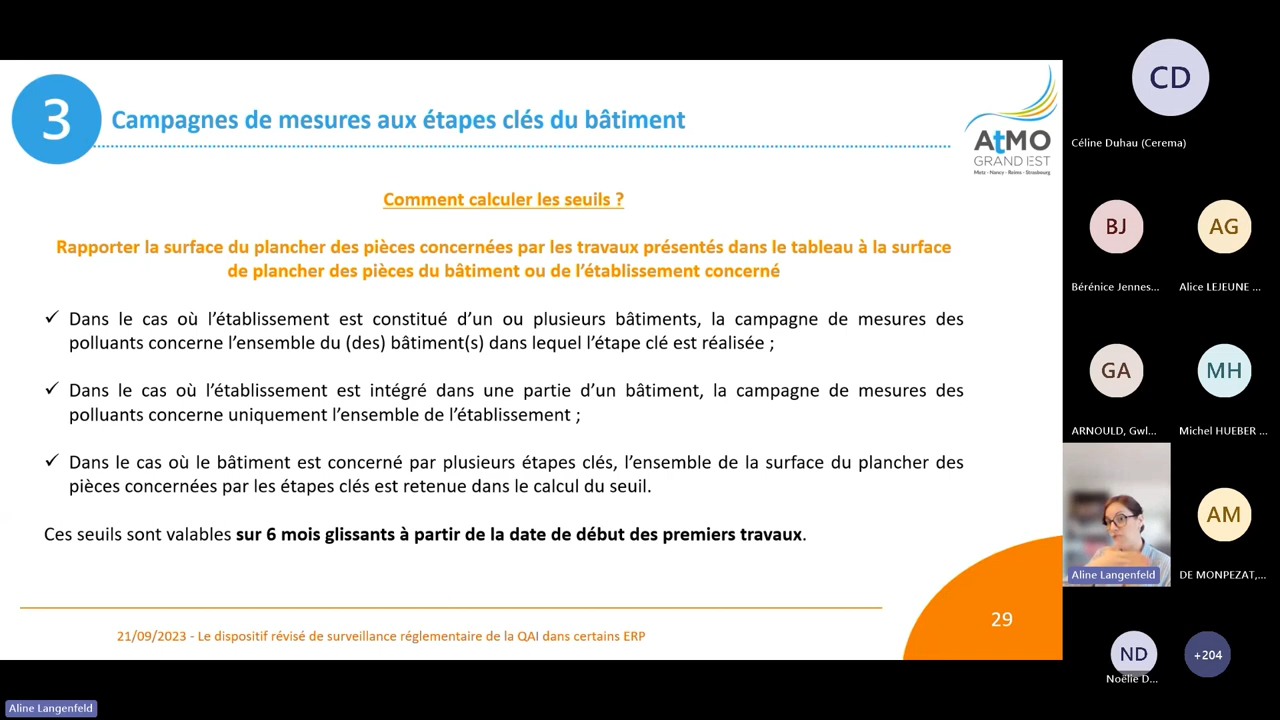 3
Campagnes de mesures aux étapes clés du bâtiment
AtMO
GRAND EST
Metz - Nancy - Reims - Strasbourg
Comment calculer les seuils ?
Rapporter la surface du plancher des pièces concernées par les travaux présentés dans le tableau à la surface
de plancher des pièces du bâtiment ou de l'établissement concerné
✓ Dans le cas où l'établissement est constitué d'un ou plusieurs bâtiments, la campagne de mesures des
polluants concerne l'ensemble du (des) bâtiment(s) dans lequel l'étape clé est réalisée ;
✓ Dans le cas où l'établissement est intégré dans une partie d'un bâtiment, la campagne de mesures des
polluants concerne uniquement l'ensemble de l'établissement ;
✓ Dans le cas où le bâtiment est concerné par plusieurs étapes clés, l'ensemble de la surface du plancher des
pièces concernées par les étapes clés est retenue dans le calcul du seuil.
Ces seuils sont valables sur 6 mois glissants à partir de la date de début des premiers travaux.
29
21/09/2023 - Le dispositif révisé de surveillance réglementaire de la QAI dans certains ERP
CD
Céline Duhau (Cerema)
BJ
Bérénice Jennes...
AG
Alice LEJEUNE ...
GA
ARNOULD, Gwl...
MH
Michel HUEBER ...
Aline Langenfeld
AM
DE MONPEZAT,...
ND
Noëlie D...
+204
Aline Langenfeld